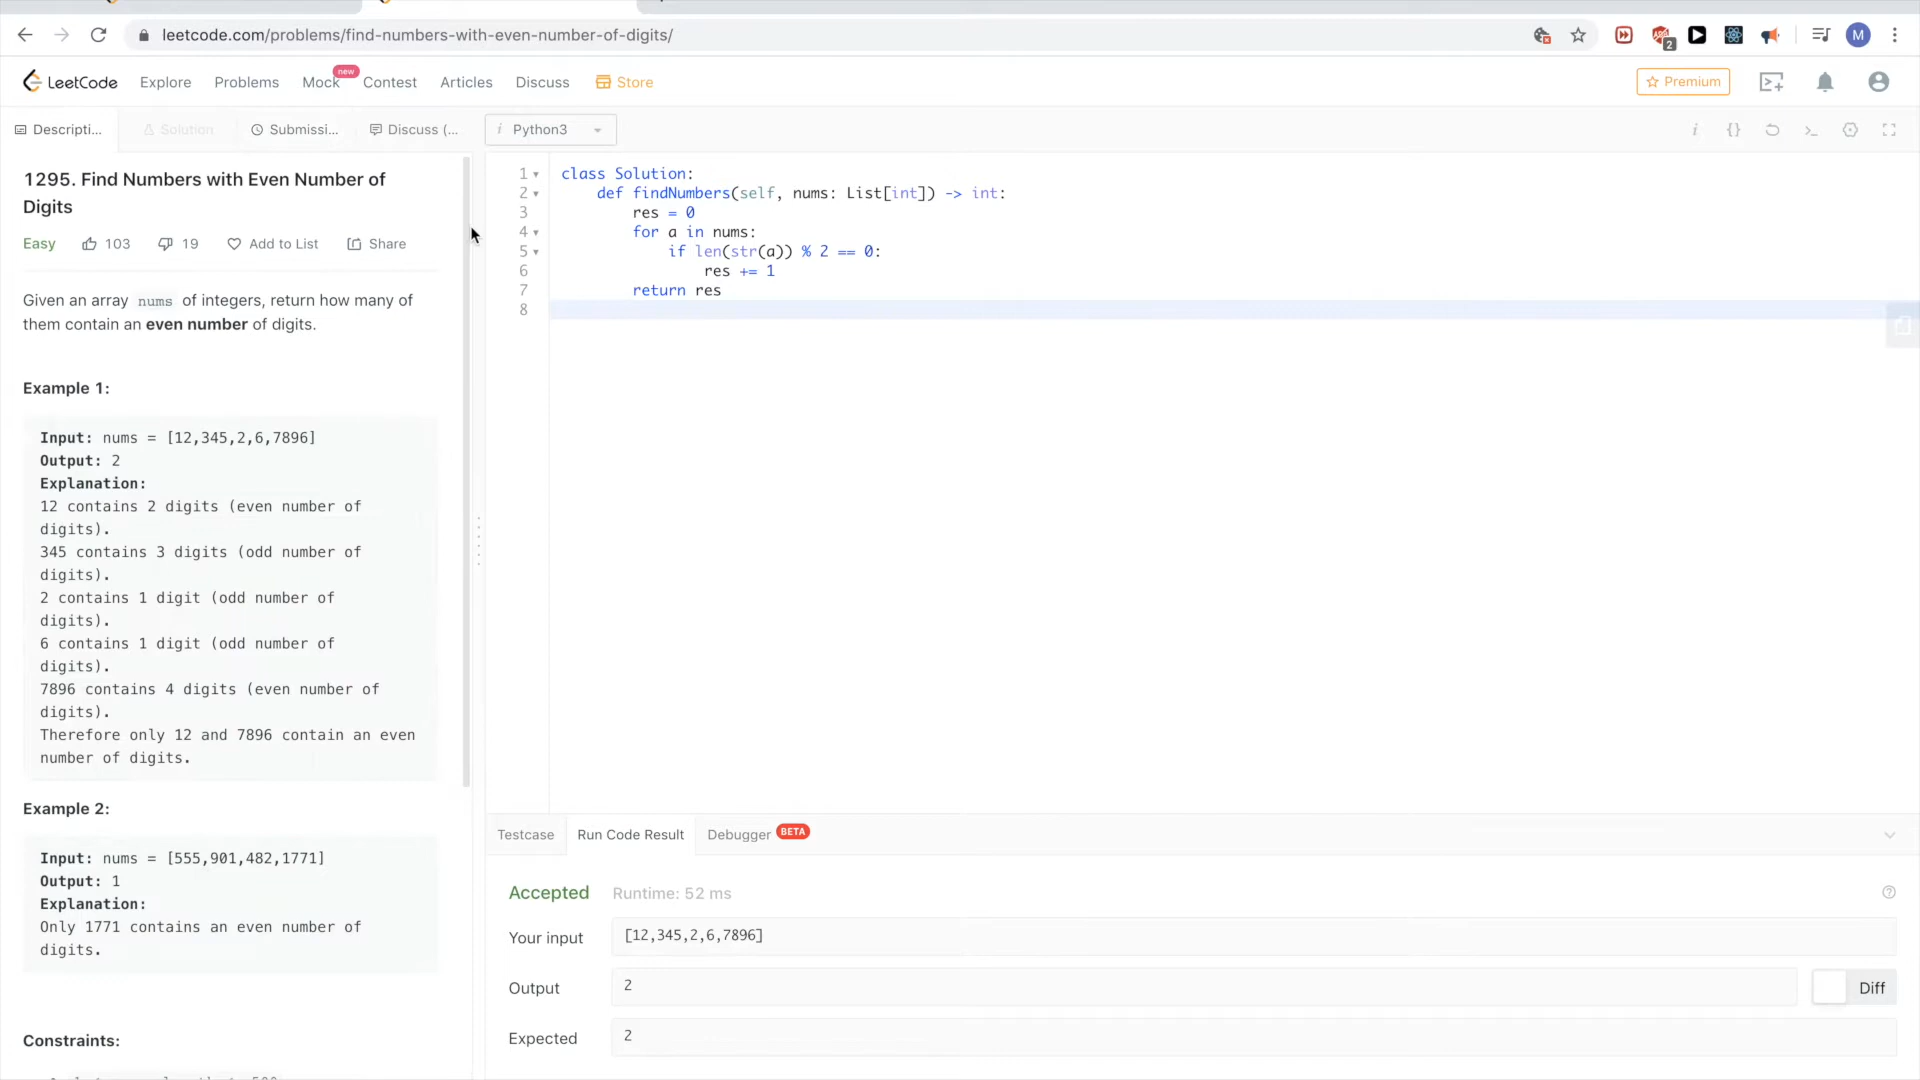 leetcode.com/problems/find-numbers-with-even-number-of-digits/
2
M
LeetCode Explore Problems Mock new Contest Articles Discuss Store Premium
Descripti... Solution Submissi... Discuss (... i Python3
1295. Find Numbers with Even Number of
Digits
Easy 103 19 Add to List Share
Given an array nums of integers, return how many of
them contain an even number of digits.
Example 1:
Input: nums = [12,345,2,6,7896]
Output: 2
Explanation:
12 contains 2 digits (even number of
digits).
345 contains 3 digits (odd number of
digits).
2 contains 1 digit (odd number of
digits).
6 contains 1 digit (odd number of
digits).
7896 contains 4 digits (even number of
digits).
Therefore only 12 and 7896 contain an even
number of digits.
Example 2:
Input: nums = [555,901,482,1771]
Output: 1
Explanation:
Only 1771 contains an even number of
digits.
Constraints:
1 class Solution:
2 def findNumbers(self, nums: List[int]) -> int:
3 res = 0
4 for a in nums:
5 if len(str(a)) % 2 == 0:
6 res += 1
7 return res
8
Testcase Run Code Result Debugger BETA
Accepted Runtime: 52 ms
Your input [12,345,2,6,7896]
Output 2 Diff
Expected 2